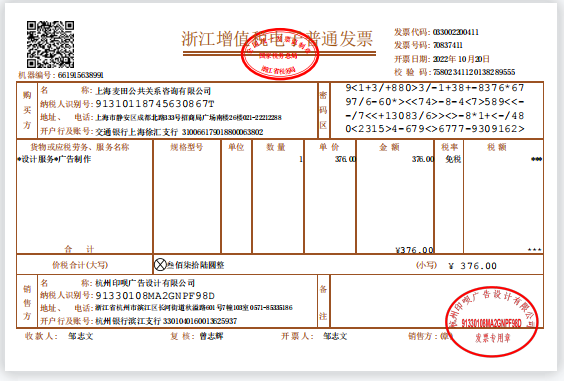 浙江增值税电子普通发票
发票代码: 033002200411
发票号码: 70837411
开票日期: 2022年10月20日
校 验 码: 75802341120138289555
机器编号: 661915638991
购买方
名 称: 上海麦田公共关系咨询有限公司
纳税人识别号: 91310118745630867T
地址、 电话: 上海市静安区成都北路333号招商局广场南楼26楼021-22212288
开户行及账号: 交通银行上海徐汇支行 310066179018800063802
密码区
9<1+3/+880>3/-1+38+-8376*67
97/6-60*><<74>-8-4<7>589<<-
-/7<<+13083/6>>><>-8*1+<-/48
0<2315>4-679<>6777-9309162>
货物或应税劳务、服务名称 规格型号 单位 数 量 单 价 金 额 税率 税 额
*设计服务*广告制作 1 376.00 376.00 免税 ***
合 计 ¥376.00 ***
价税合计(大写) 叁佰柒拾陆圆整 (小写) ¥ 376.00
销售方
名 称: 杭州印呗广告设计有限公司
纳税人识别号: 91330108MA2GNPF98D
地址、 电话: 浙江省杭州市滨江区长河街道秋溢路601号7幢103室 0571-85335186
开户行及账号: 杭州银行滨江支行 3301040160013625937
备注
收 款 人: 邹志文 复 核: 曾志辉 开 票 人: 邹志文 销售方:
国家税务总局
浙江省税务局
杭州印呗广告设计有限公司
91330108MA2GNPF98D
发票专用章